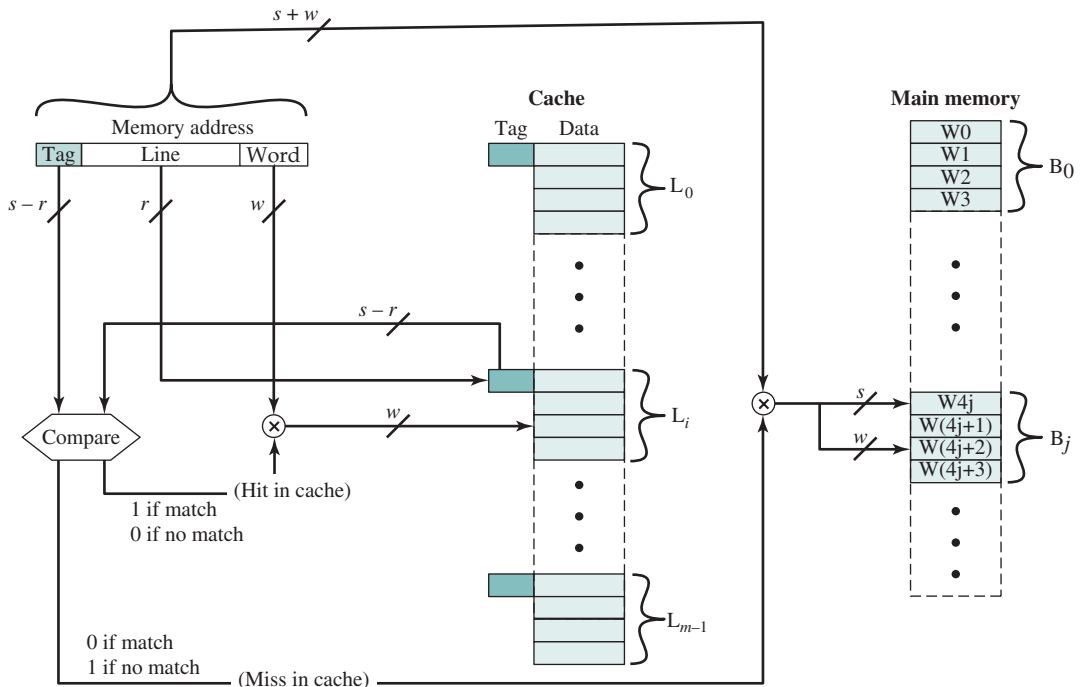 s + w
Cache
Main memory
Memory address
Tag Data
Tag Line Word
W0
W1
W2
W3
B0
L0
s – r
r
w
s – r
W4j
W(4j+1)
W(4j+2)
W(4j+3)
Bj
s
w
Li
w
Compare
(Hit in cache)
1 if match
0 if no match
Lm–1
0 if match
1 if no match
(Miss in cache)